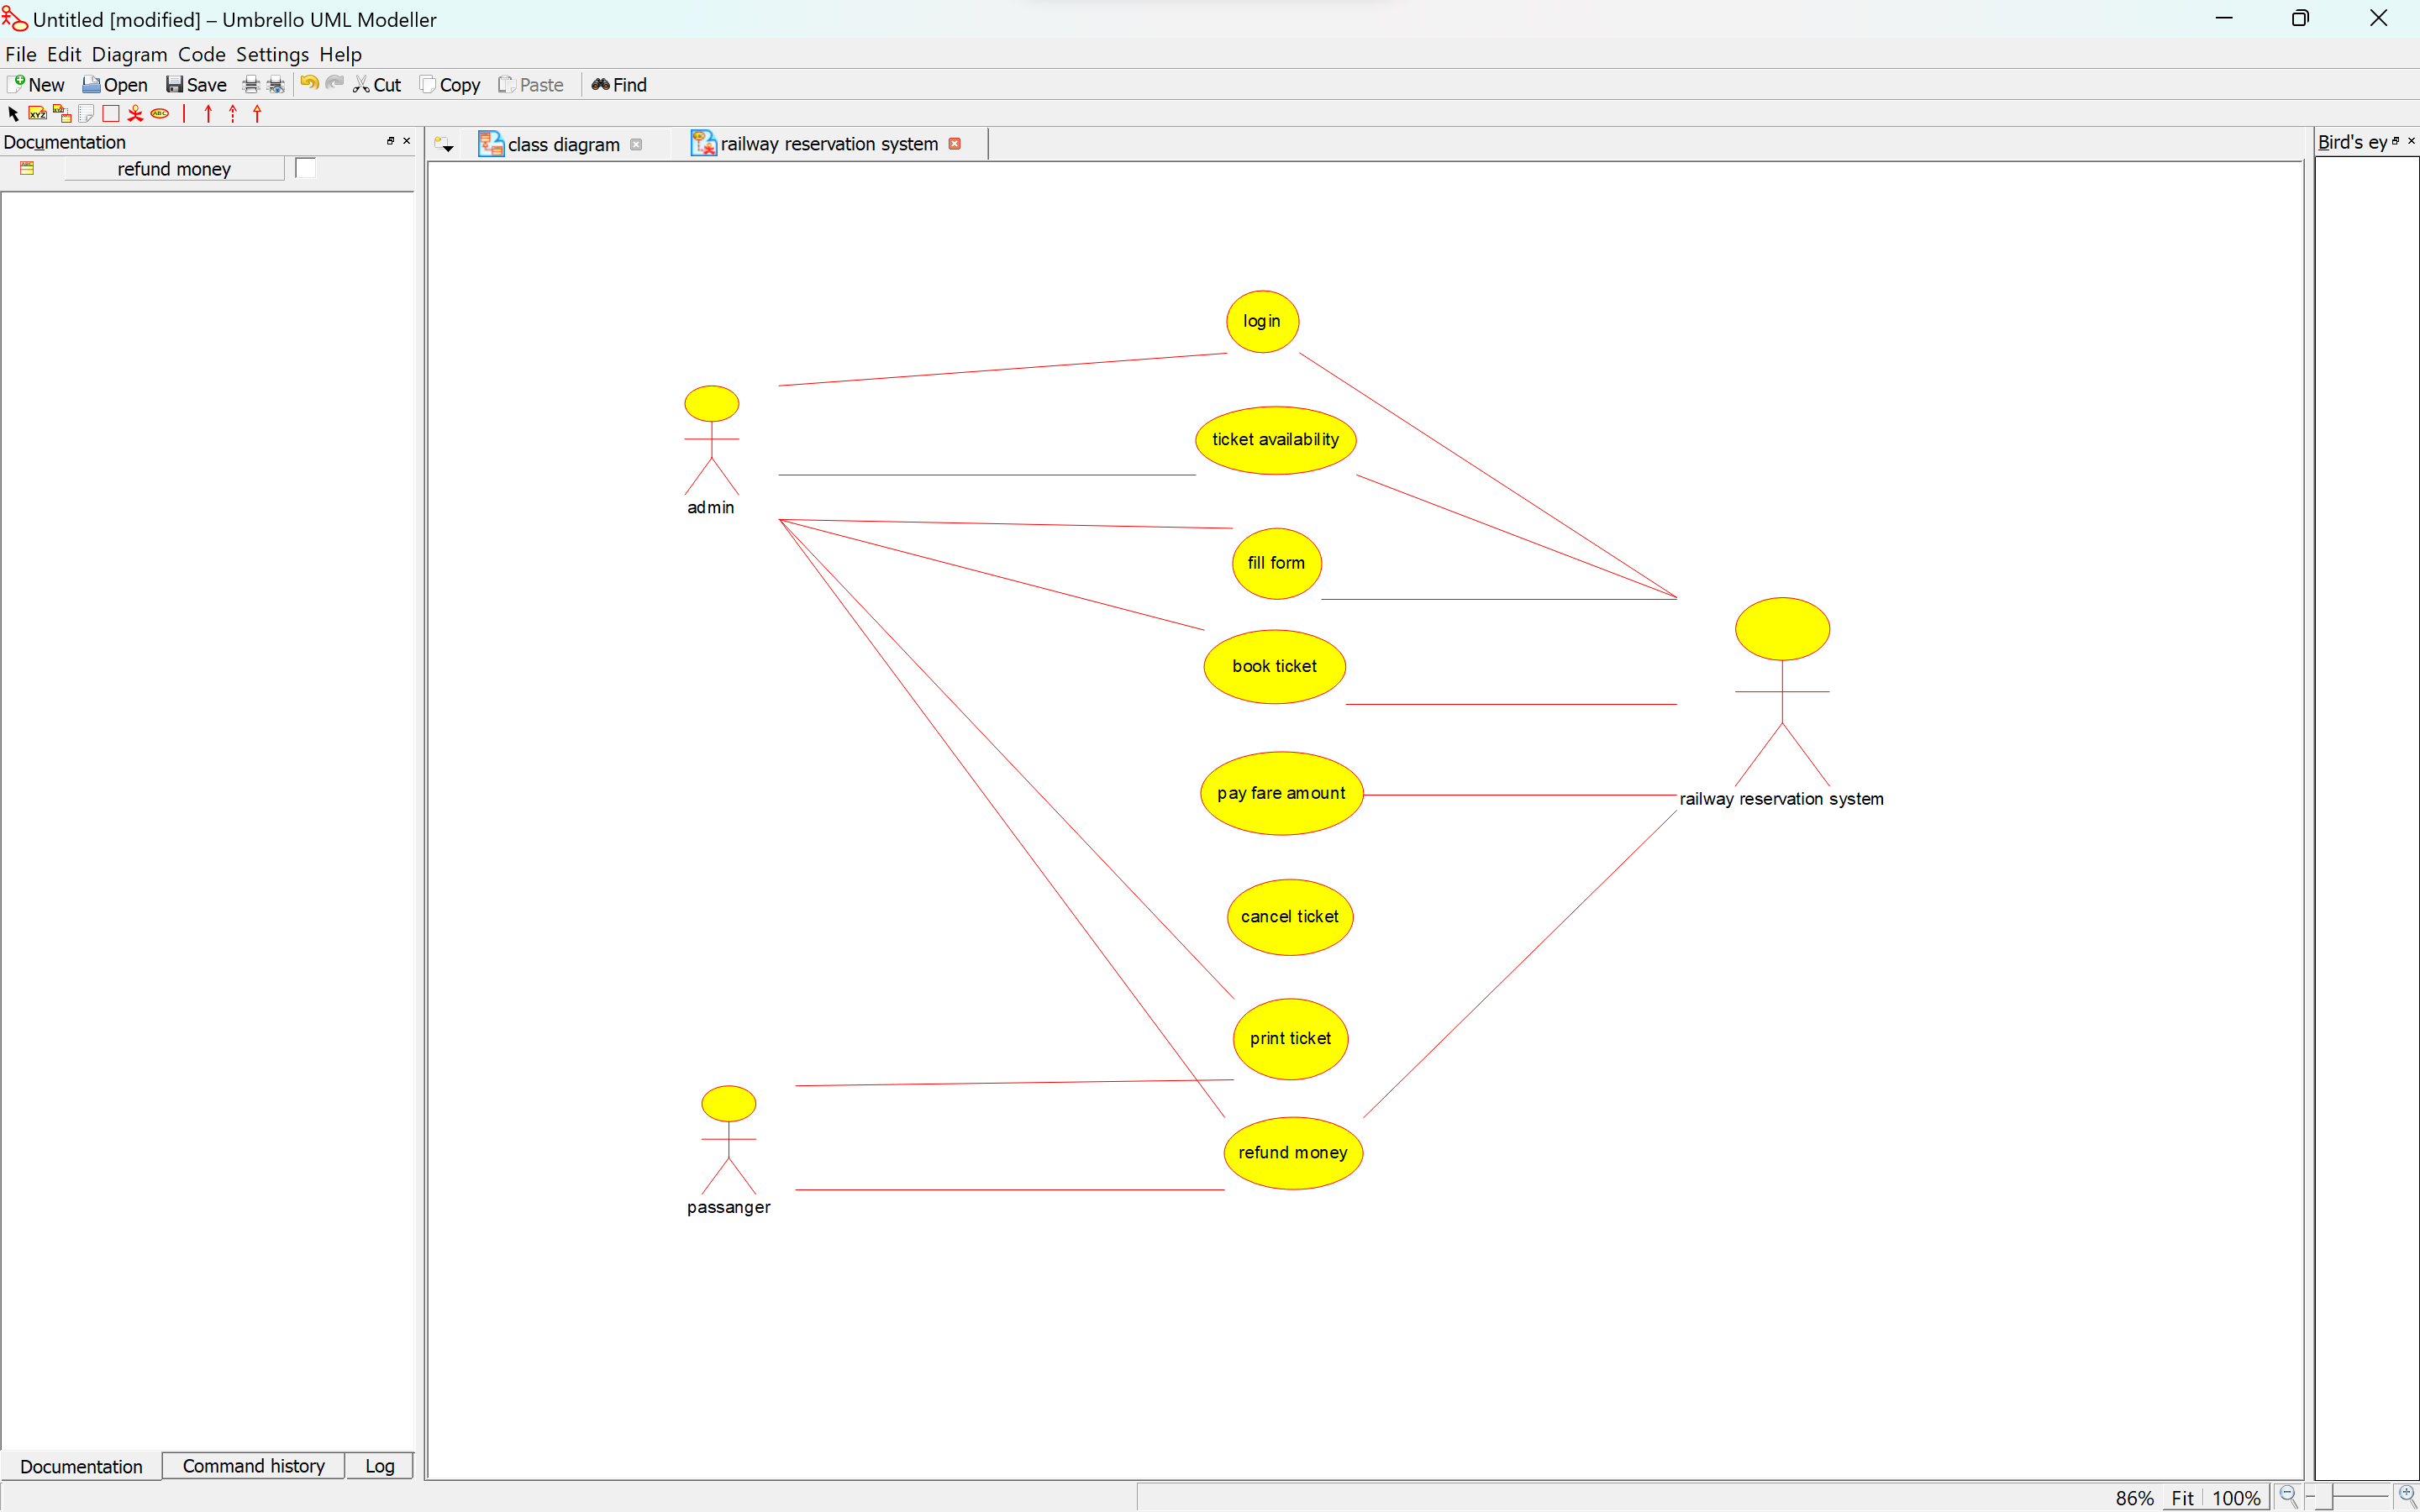 Untitled [modified] – Umbrello UML Modeller
File Edit Diagram Code Settings Help
New Open Save Cut Copy Paste Find
Documentation
refund money
class diagram
railway reservation system
Bird's ey
login
ticket availability
admin
fill form
book ticket
pay fare amount
railway reservation system
cancel ticket
print ticket
refund money
passanger
Documentation Command history Log
86% Fit 100%